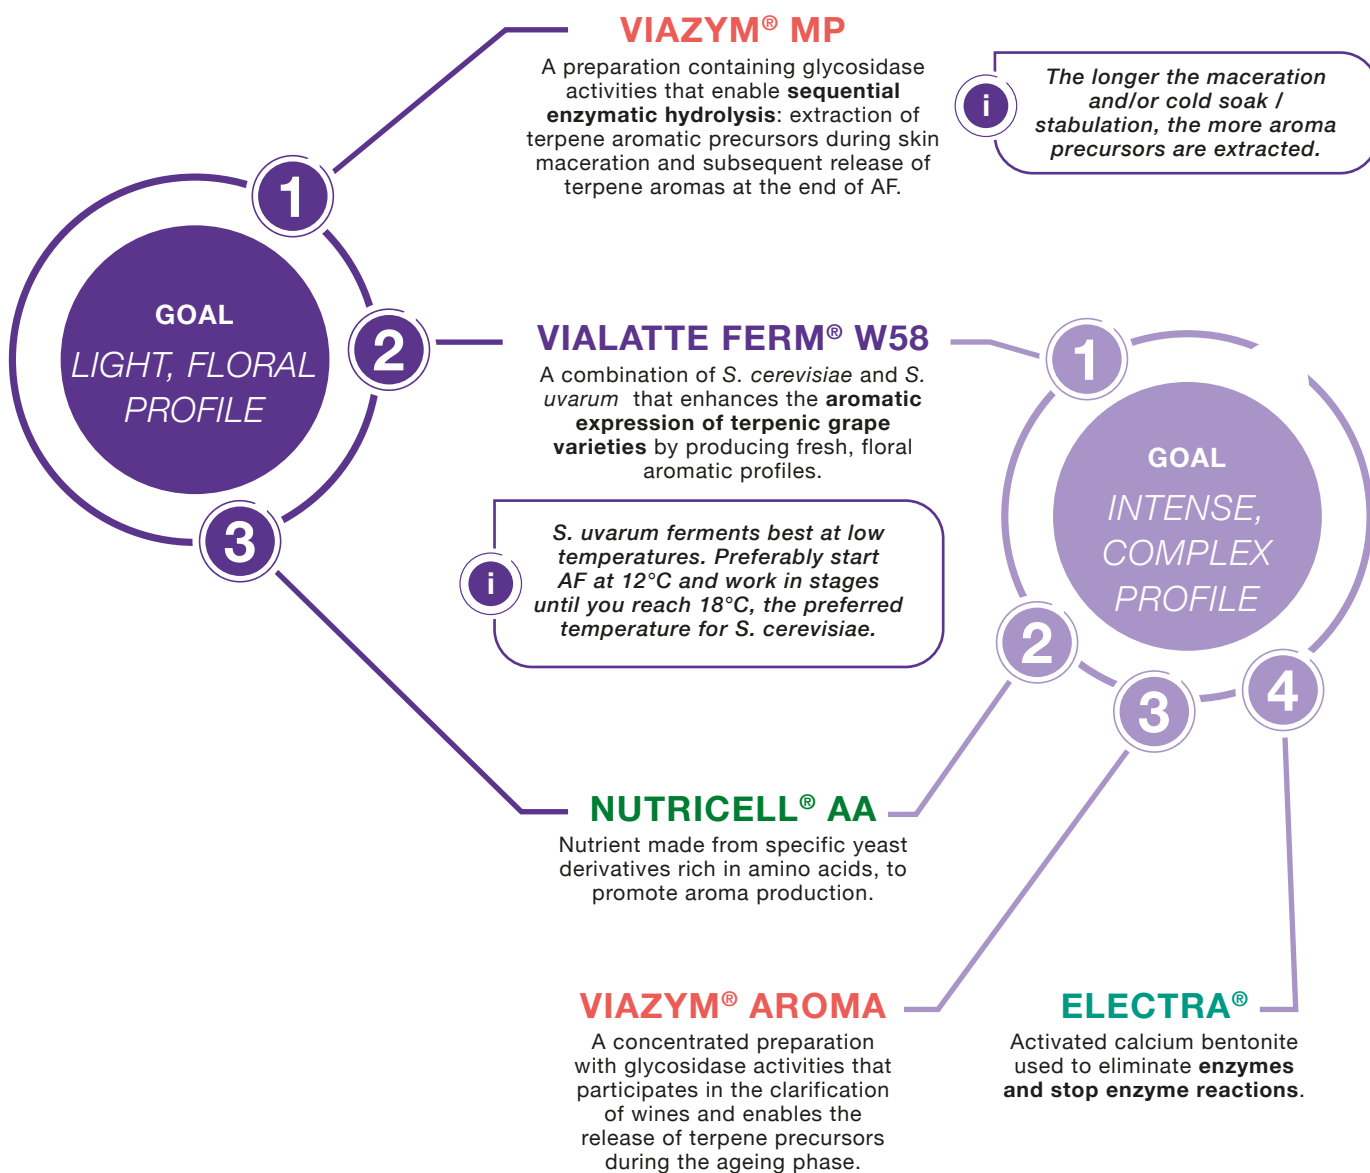 VIAZYM® MP
A preparation containing glycosidase
activities that enable sequential
enzymatic hydrolysis: extraction of
terpene aromatic precursors during skin
maceration and subsequent release of
terpene aromas at the end of AF.
i
The longer the maceration
and/or cold soak /
stabulation, the more aroma
precursors are extracted.
1
2
3
GOAL
LIGHT, FLORAL
PROFILE
VIALATTE FERM® W58
A combination of S. cerevisiae and S.
uvarum that enhances the aromatic
expression of terpenic grape
varieties by producing fresh, floral
aromatic profiles.
i
S. uvarum ferments best at low
temperatures. Preferably start
AF at 12°C and work in stages
until you reach 18°C, the preferred
temperature for S. cerevisiae.
1
GOAL
INTENSE,
COMPLEX
PROFILE
2
3
4
NUTRICELL® AA
Nutrient made from specific yeast
derivatives rich in amino acids, to
promote aroma production.
VIAZYM® AROMA
A concentrated preparation
with glycosidase activities that
participates in the clarification
of wines and enables the
release of terpene precursors
during the ageing phase.
ELECTRA®
Activated calcium bentonite
used to eliminate enzymes
and stop enzyme reactions.